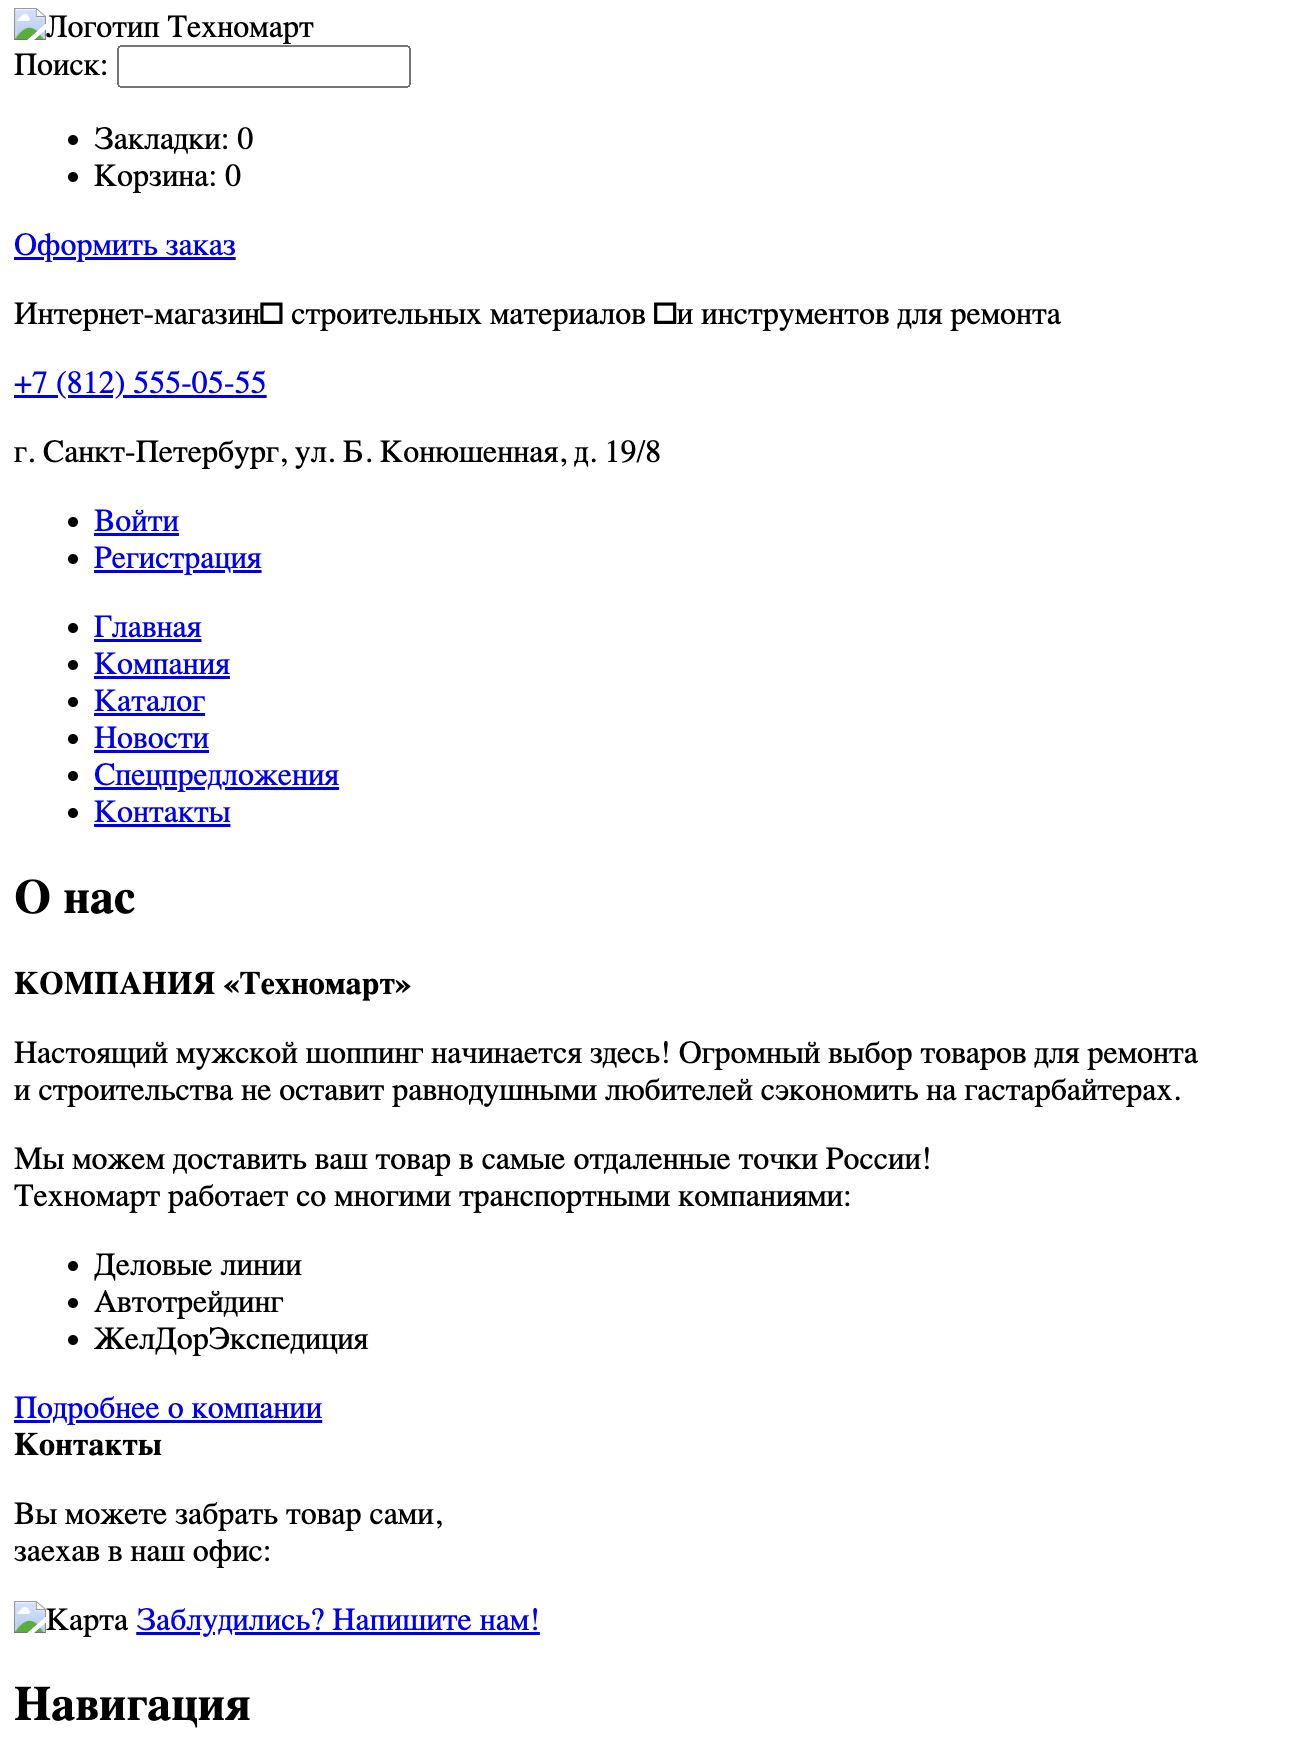 Логотип Техномарт
Поиск:
Закладки: 0
Корзина: 0
Оформить заказ
Интернет-магазин□ строительных материалов □и инструментов для ремонта
+7 (812) 555-05-55
г. Санкт-Петербург, ул. Б. Конюшенная, д. 19/8
Войти
Регистрация
Главная
Компания
Каталог
Новости
Спецпредложения
Контакты
О нас
КОМПАНИЯ «Техномарт»
Настоящий мужской шоппинг начинается здесь! Огромный выбор товаров для ремонта
и строительства не оставит равнодушными любителей сэкономить на гастарбайтерах.
Мы можем доставить ваш товар в самые отдаленные точки России!
Техномарт работает со многими транспортными компаниями:
Деловые линии
Автотрейдинг
ЖелДорЭкспедиция
Подробнее о компании
Контакты
Вы можете забрать товар сами,
заехав в наш офис:
Карта Заблудились? Напишите нам!
Навигация